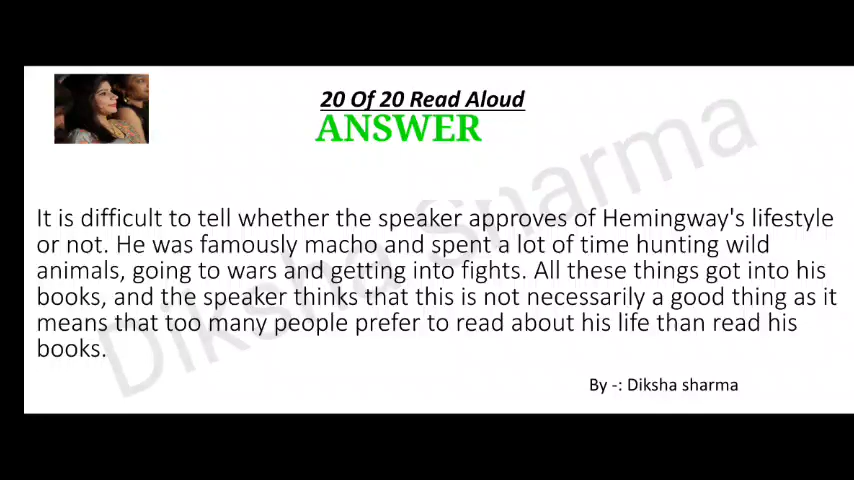 20 Of 20 Read Aloud
ANSWER
It is difficult to tell whether the speaker approves of Hemingway's lifestyle
or not. He was famously macho and spent a lot of time hunting wild
animals, going to wars and getting into fights. All these things got into his
books, and the speaker thinks that this is not necessarily a good thing as it
means that too many people prefer to read about his life than read his
books.
By -: Diksha sharma
Diksha Sharma